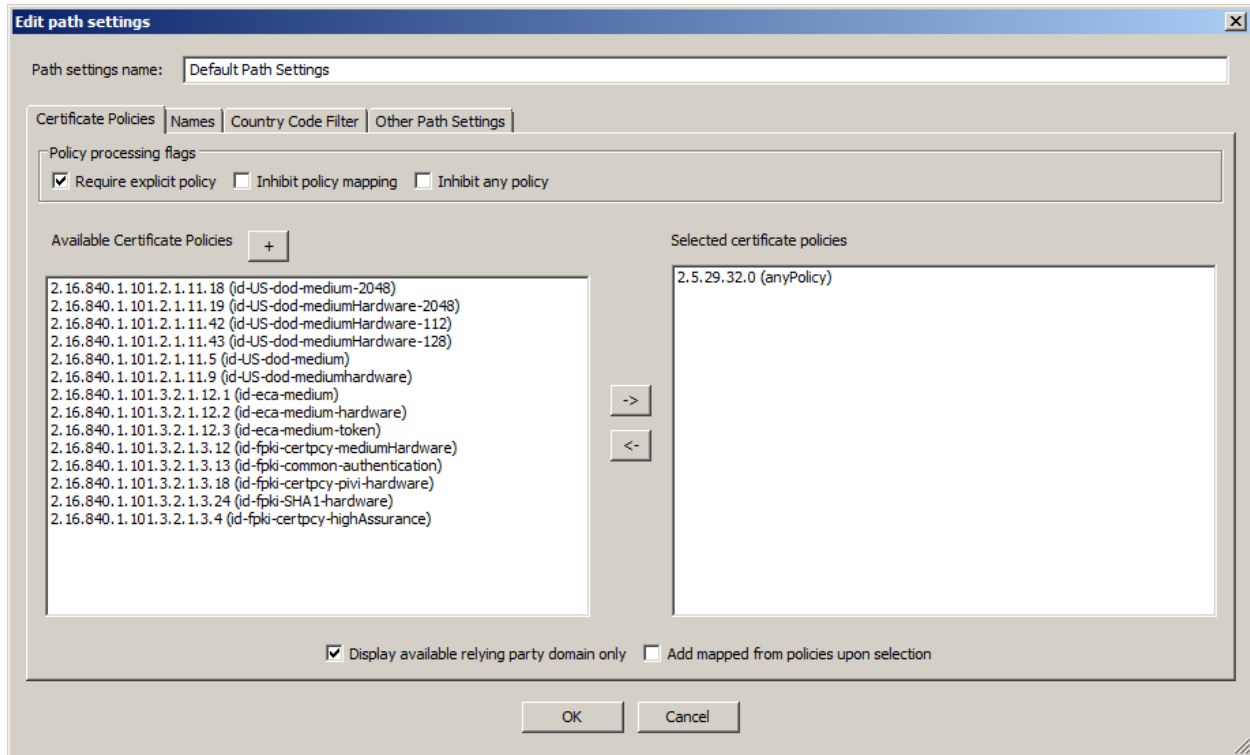 Edit path settings
Path settings name: Default Path Settings
Certificate Policies Names Country Code Filter Other Path Settings
Policy processing flags
Require explicit policy Inhibit policy mapping Inhibit any policy
Available Certificate Policies +
Selected certificate policies
2.16.840.1.101.2.1.11.18 (id-US-dod-medium-2048)
2.16.840.1.101.2.1.11.19 (id-US-dod-mediumHardware-2048)
2.16.840.1.101.2.1.11.42 (id-US-dod-mediumHardware-112)
2.16.840.1.101.2.1.11.43 (id-US-dod-mediumHardware-128)
2.16.840.1.101.2.1.11.5 (id-US-dod-medium)
2.16.840.1.101.2.1.11.9 (id-US-dod-mediumhardware)
2.16.840.1.101.3.2.1.12.1 (id-eca-medium)
2.16.840.1.101.3.2.1.12.2 (id-eca-medium-hardware)
2.16.840.1.101.3.2.1.12.3 (id-eca-medium-token)
2.16.840.1.101.3.2.1.3.12 (id-fpki-certpcy-mediumHardware)
2.16.840.1.101.3.2.1.3.13 (id-fpki-common-authentication)
2.16.840.1.101.3.2.1.3.18 (id-fpki-certpcy-pivi-hardware)
2.16.840.1.101.3.2.1.3.24 (id-fpki-SHA1-hardware)
2.16.840.1.101.3.2.1.3.4 (id-fpki-certpcy-highAssurance)
->
<-
2.5.29.32.0 (anyPolicy)
Display available relying party domain only Add mapped from policies upon selection
OK Cancel